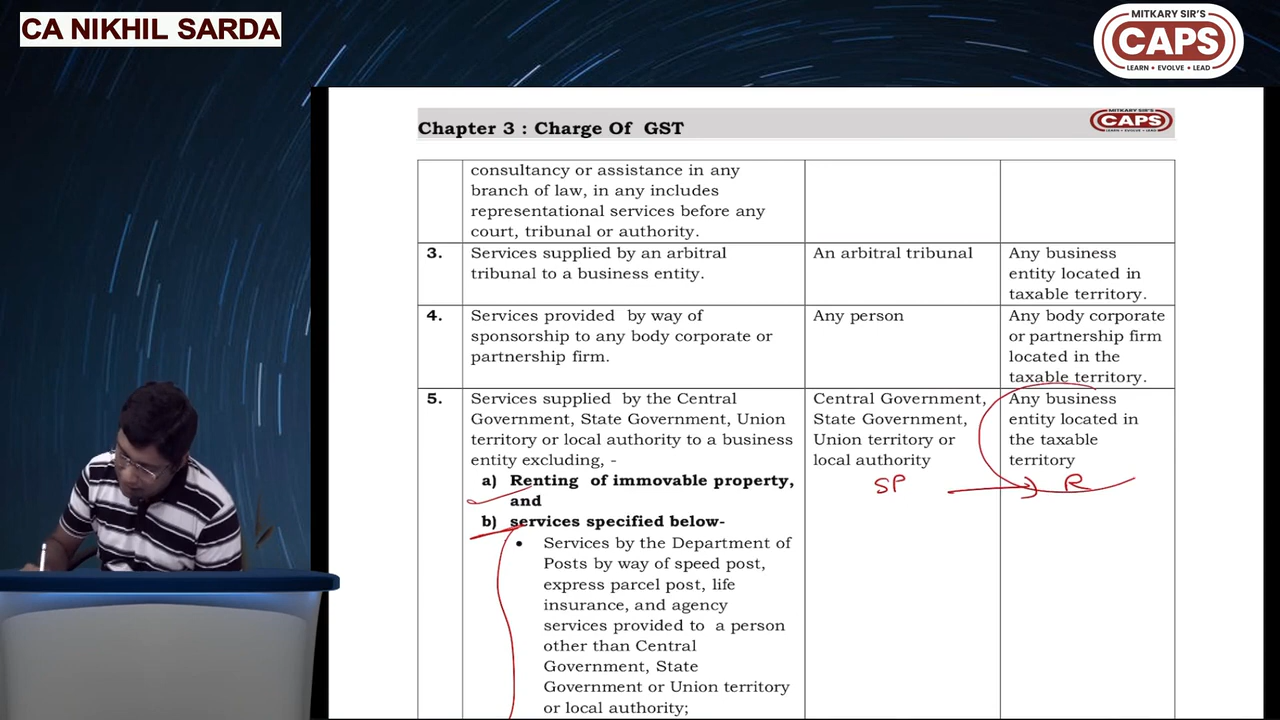 CA NIKHIL SARDA
MITKARY SIR'S
CAPS
LEARN • EVOLVE • LEAD
Chapter 3 : Charge Of GST
MITKARY SIR'S
CAPS
LEARN • EVOLVE • LEAD
consultancy or assistance in any
branch of law, in any includes
representational services before any
court, tribunal or authority.
3.
Services supplied by an arbitral
tribunal to a business entity.
An arbitral tribunal
Any business
entity located in
taxable territory.
4.
Services provided by way of
sponsorship to any body corporate or
partnership firm.
Any person
Any body corporate
or partnership firm
located in the
taxable territory.
5.
Services supplied by the Central
Government, State Government, Union
territory or local authority to a business
entity excluding, -
a) Renting of immovable property,
and
b) services specified below-
• Services by the Department of
Posts by way of speed post,
express parcel post, life
insurance, and agency
services provided to a person
other than Central
Government, State
Government or Union territory
or local authority;
Central Government,
State Government,
Union territory or
local authority
SP
Any business
entity located in
the taxable
territory
R